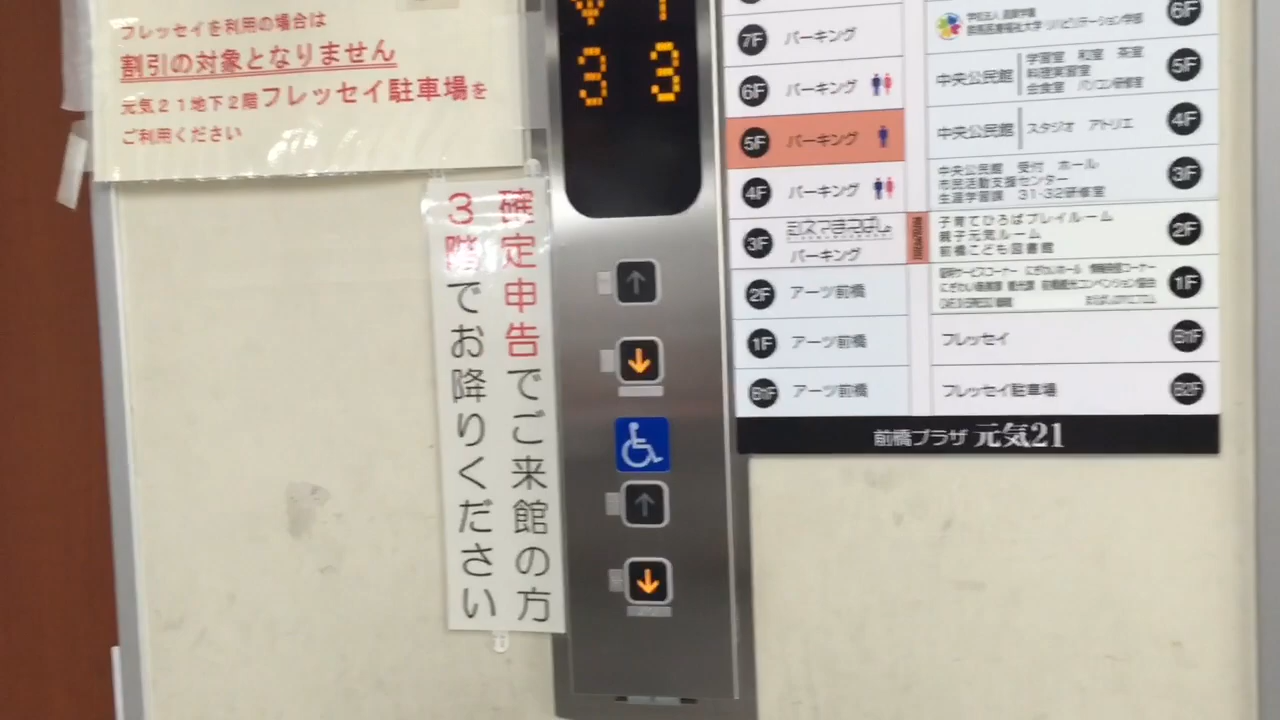 フレッセイを利用の場合は
割引の対象となりません
元気21地下2階フレッセイ駐車場を
ご利用ください
3 3
確定申告でご来館の方
3階でお降りください
7F パーキング
6F パーキング
5F パーキング
4F パーキング
3F シネマまえばし
パーキング
2F アーツ前橋
1F アーツ前橋
B1F アーツ前橋
6F
中央公民館 学習室 和室 茶室
料理実習室
会食室 パソコン研修室 5F
中央公民館 スタジオ アトリエ 4F
中央公民館 受付 ホール
市民活動支援センター
生涯学習課 31・32研修室 3F
子育てひろばプレイルーム
親子元気ルーム
前橋こども図書館 2F
1F
フレッセイ B1F
フレッセイ駐車場 B2F
前橋プラザ 元気21